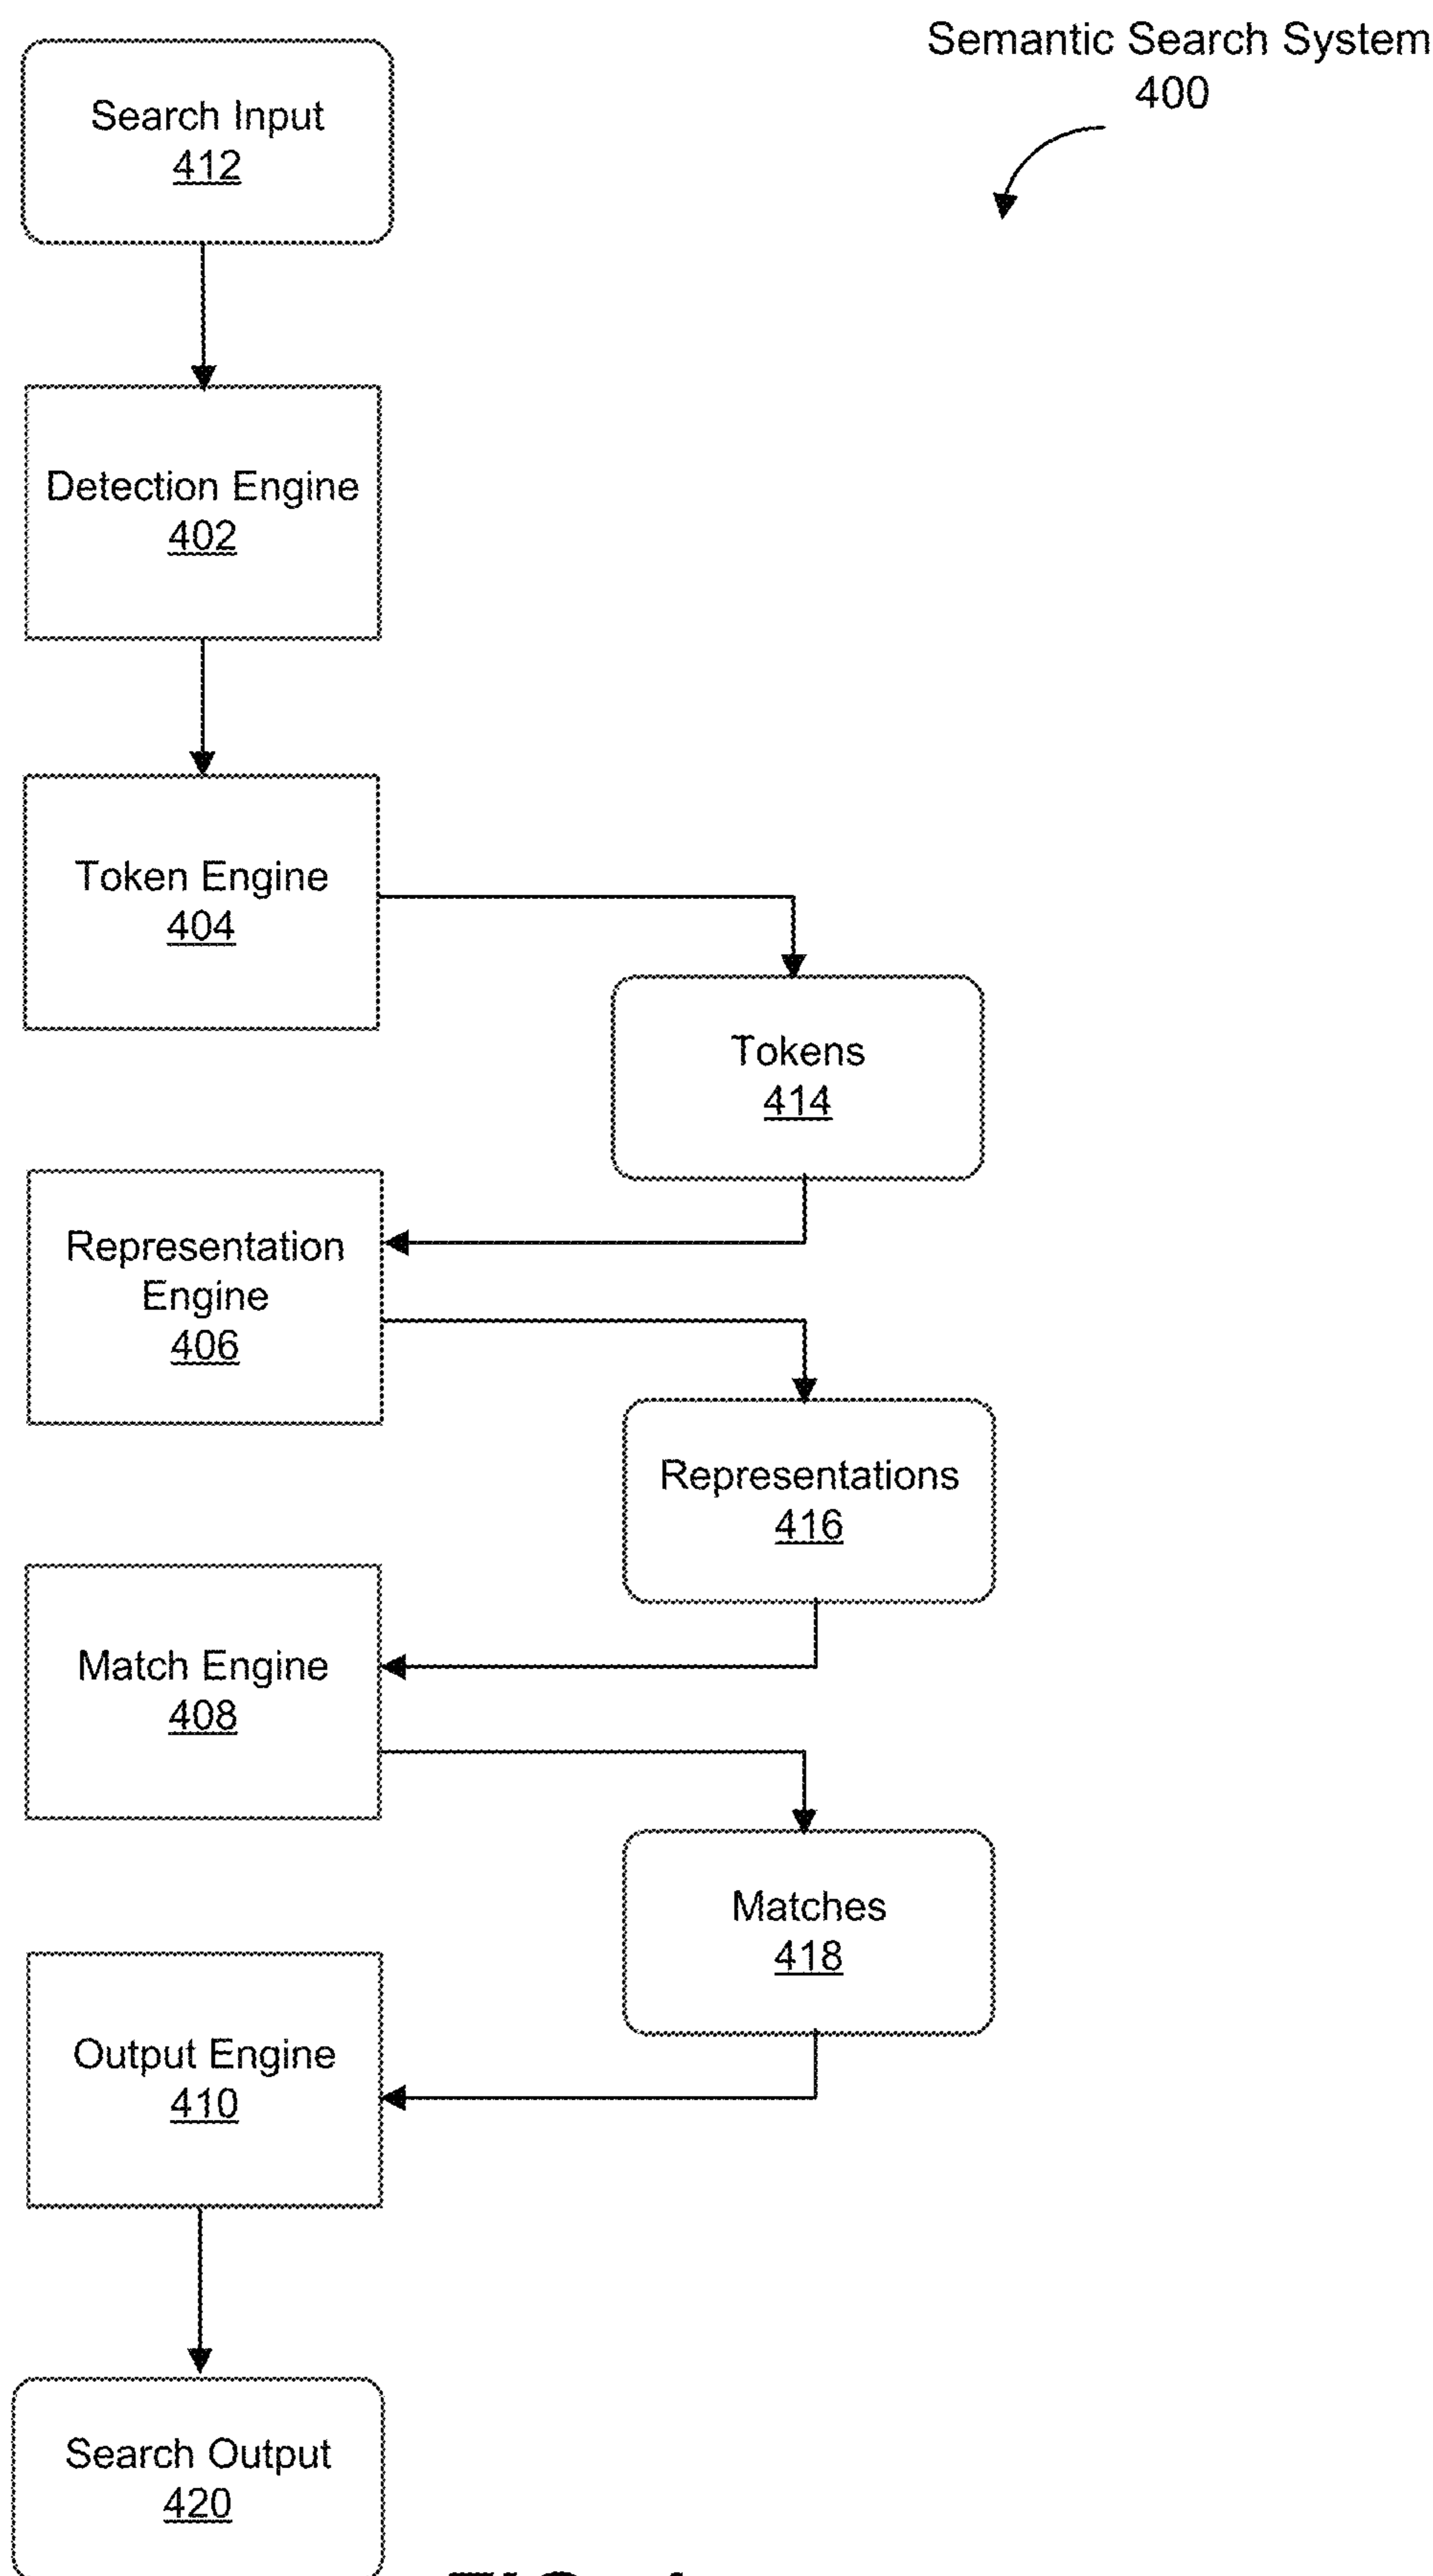 Semantic Search System
400
Search Input
412
Detection Engine
402
Token Engine
404
Tokens
414
Representation
Engine
406
Representations
416
Match Engine
408
Matches
418
Output Engine
410
Search Output
420